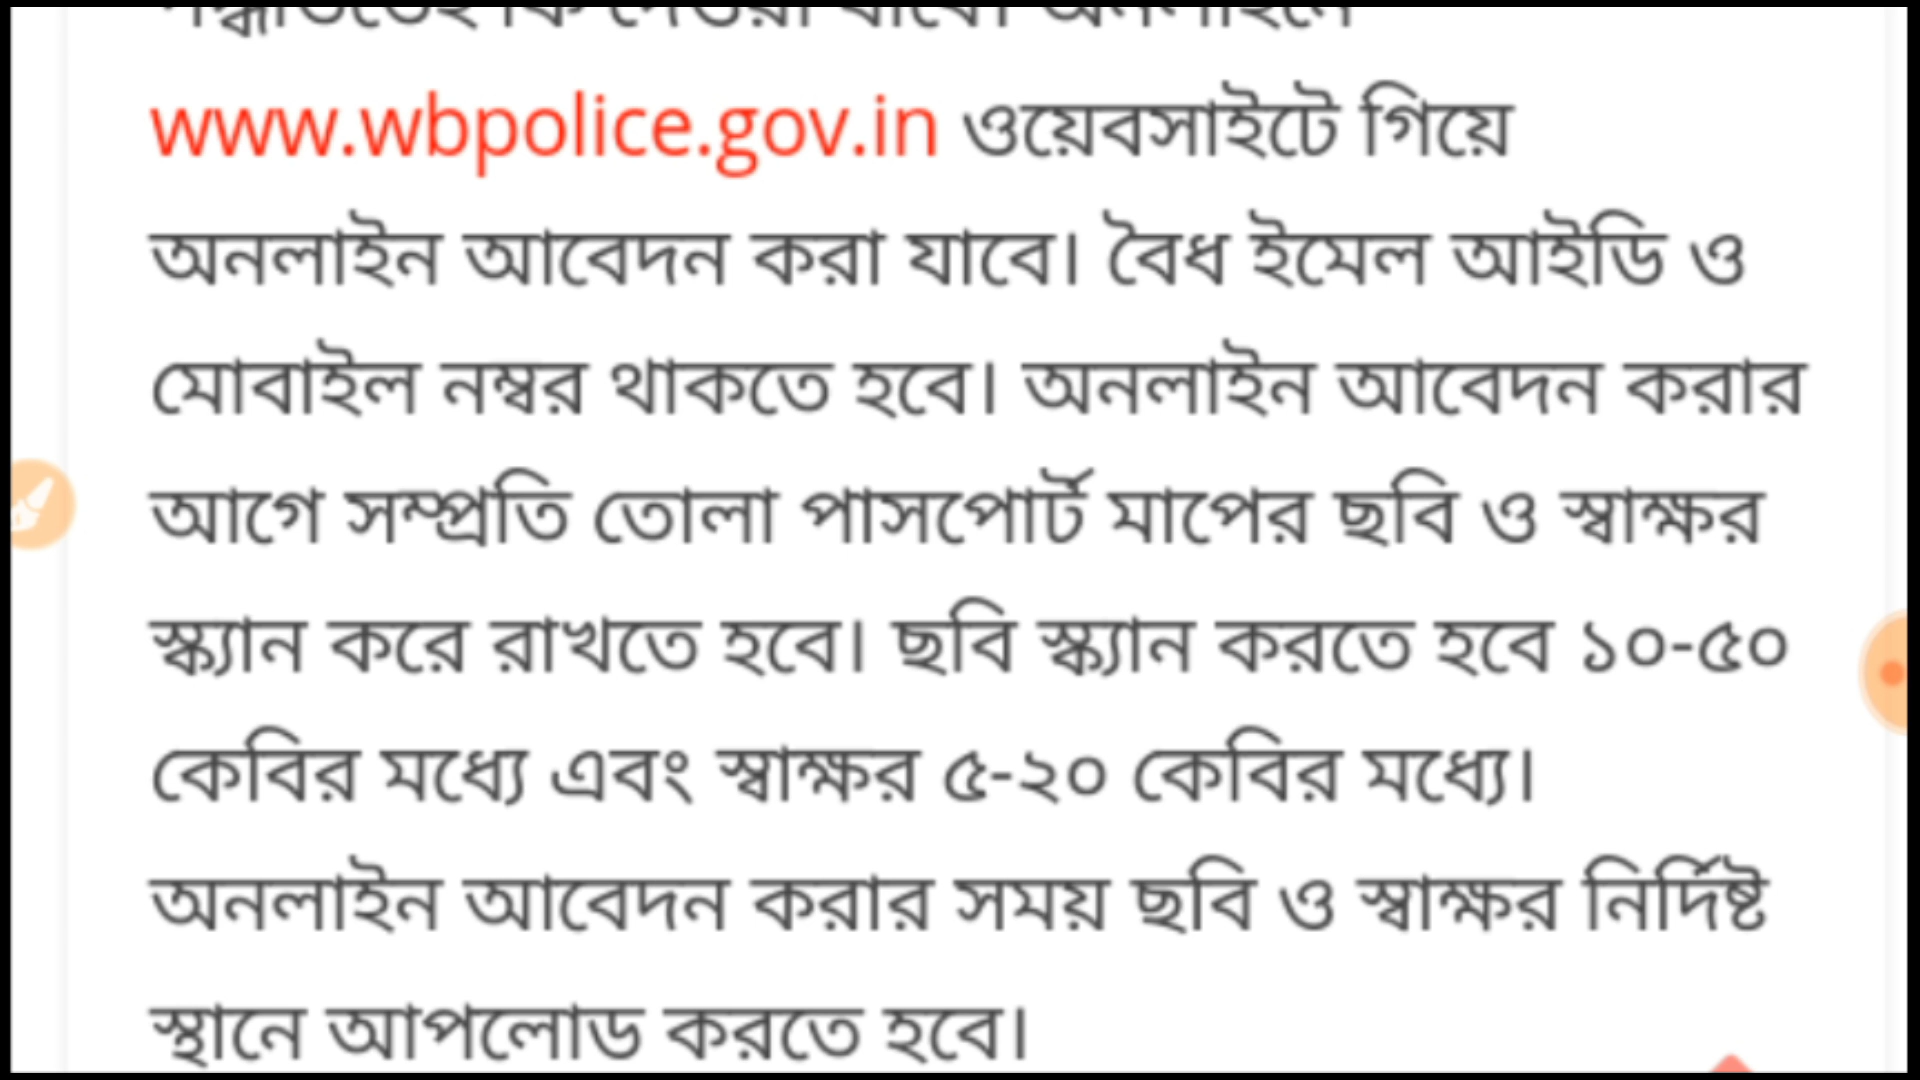 www.wbpolice.gov.in ওয়েবসাইটে গিয়ে
অনলাইন আবেদন করা যাবে। বৈধ ইমেল আইডি ও
মোবাইল নম্বর থাকতে হবে। অনলাইন আবেদন করার
আগে সম্প্রতি তোলা পাসপোর্ট মাপের ছবি ও স্বাক্ষর
স্ক্যান করে রাখতে হবে। ছবি স্ক্যান করতে হবে ১০-৫০
কেবির মধ্যে এবং স্বাক্ষর ৫-২০ কেবির মধ্যে।
অনলাইন আবেদন করার সময় ছবি ও স্বাক্ষর নির্দিষ্ট
স্থানে আপলোড করতে হবে।